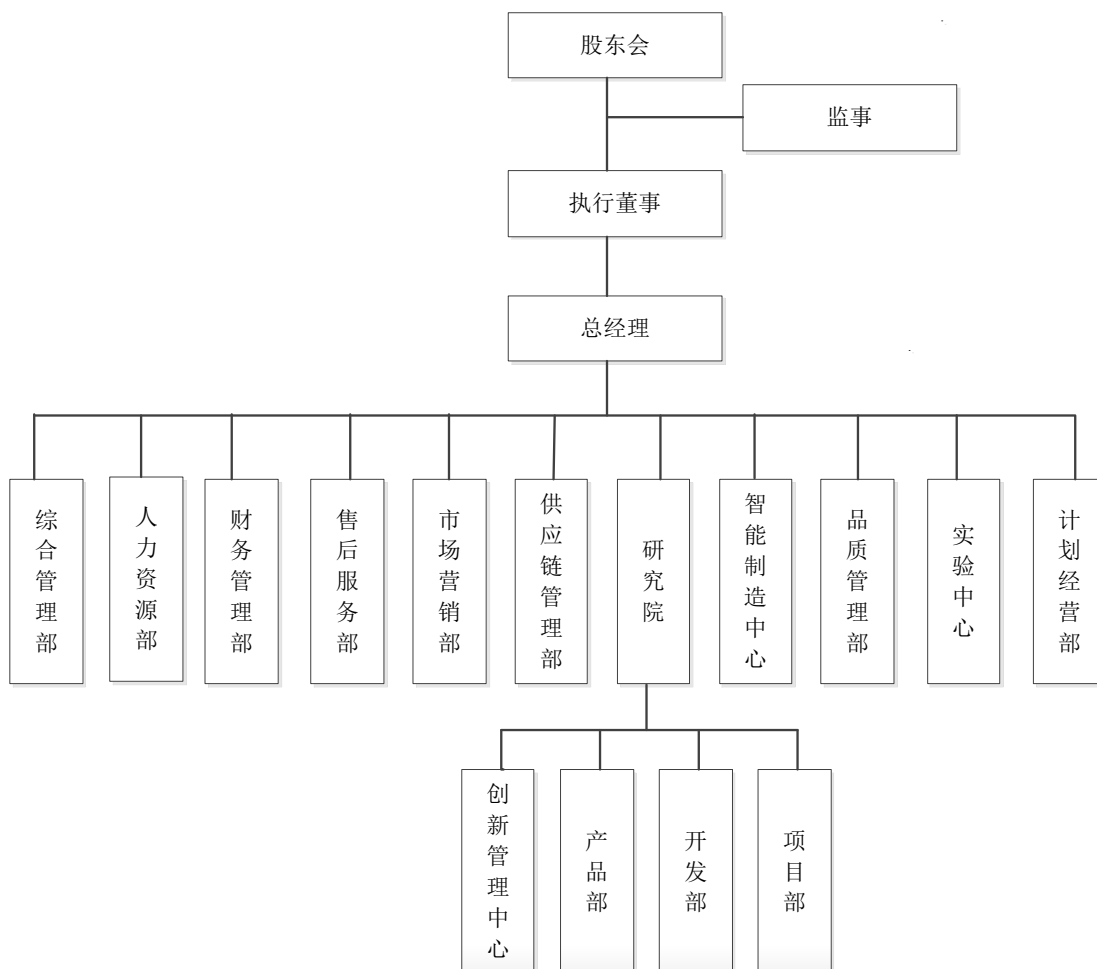 股东会
监事
执行董事
总经理
综合管理部
人力资源部
财务管理部
售后服务部
市场营销部
供应链管理部
研究院
智能制造中心
品质管理部
实验中心
计划经营部
创新管理中心
产品部
开发部
项目部